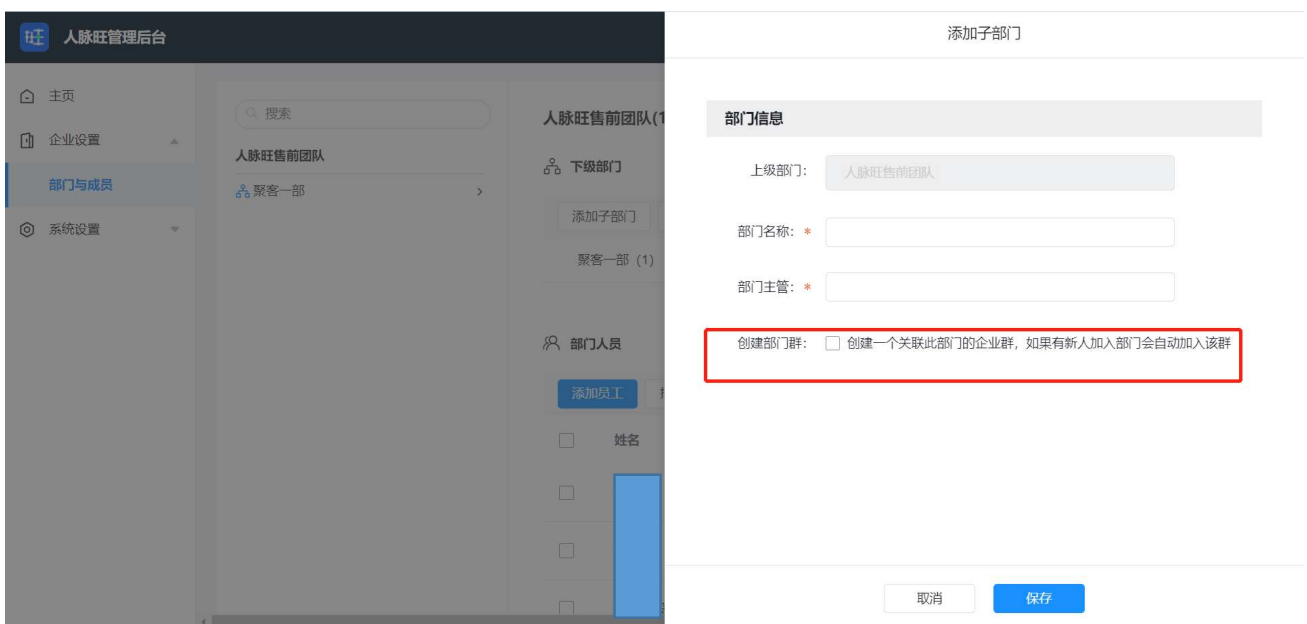 旺 人脉旺管理后台
主页
企业设置
部门与成员
系统设置
搜索
人脉旺售前团队
聚客一部
人脉旺售前团队(1
下级部门
添加子部门
聚客一部 (1)
部门人员
添加员工
姓名
添加子部门
部门信息
上级部门: 人脉旺售前团队
部门名称: *
部门主管: *
创建部门群: 创建一个关联此部门的企业群，如果有新人加入部门会自动加入该群
取消 保存